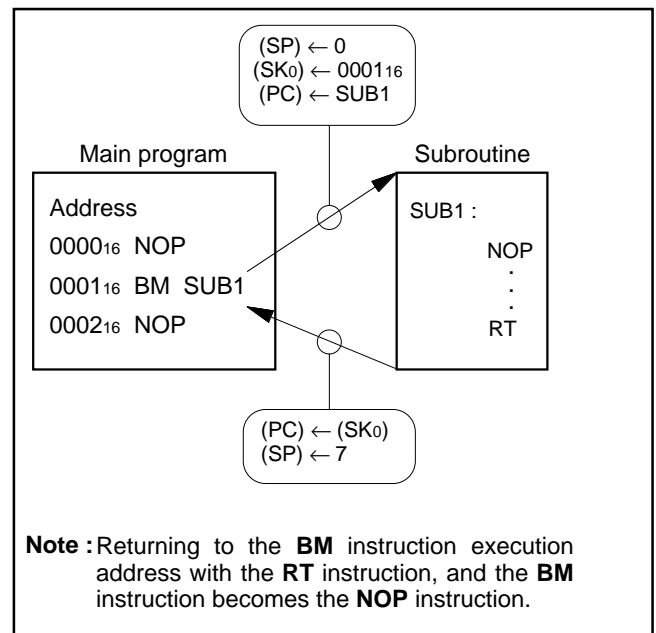 (SP) ← 0
(SK₀) ← 0001₁₆
(PC) ← SUB1
Main program
Subroutine
Address
0000₁₆ NOP
0001₁₆ BM SUB1
0002₁₆ NOP
SUB1 :
NOP
.
.
.
RT
(PC) ← (SK₀)
(SP) ← 7
Note : Returning to the BM instruction execution
address with the RT instruction, and the BM
instruction becomes the NOP instruction.